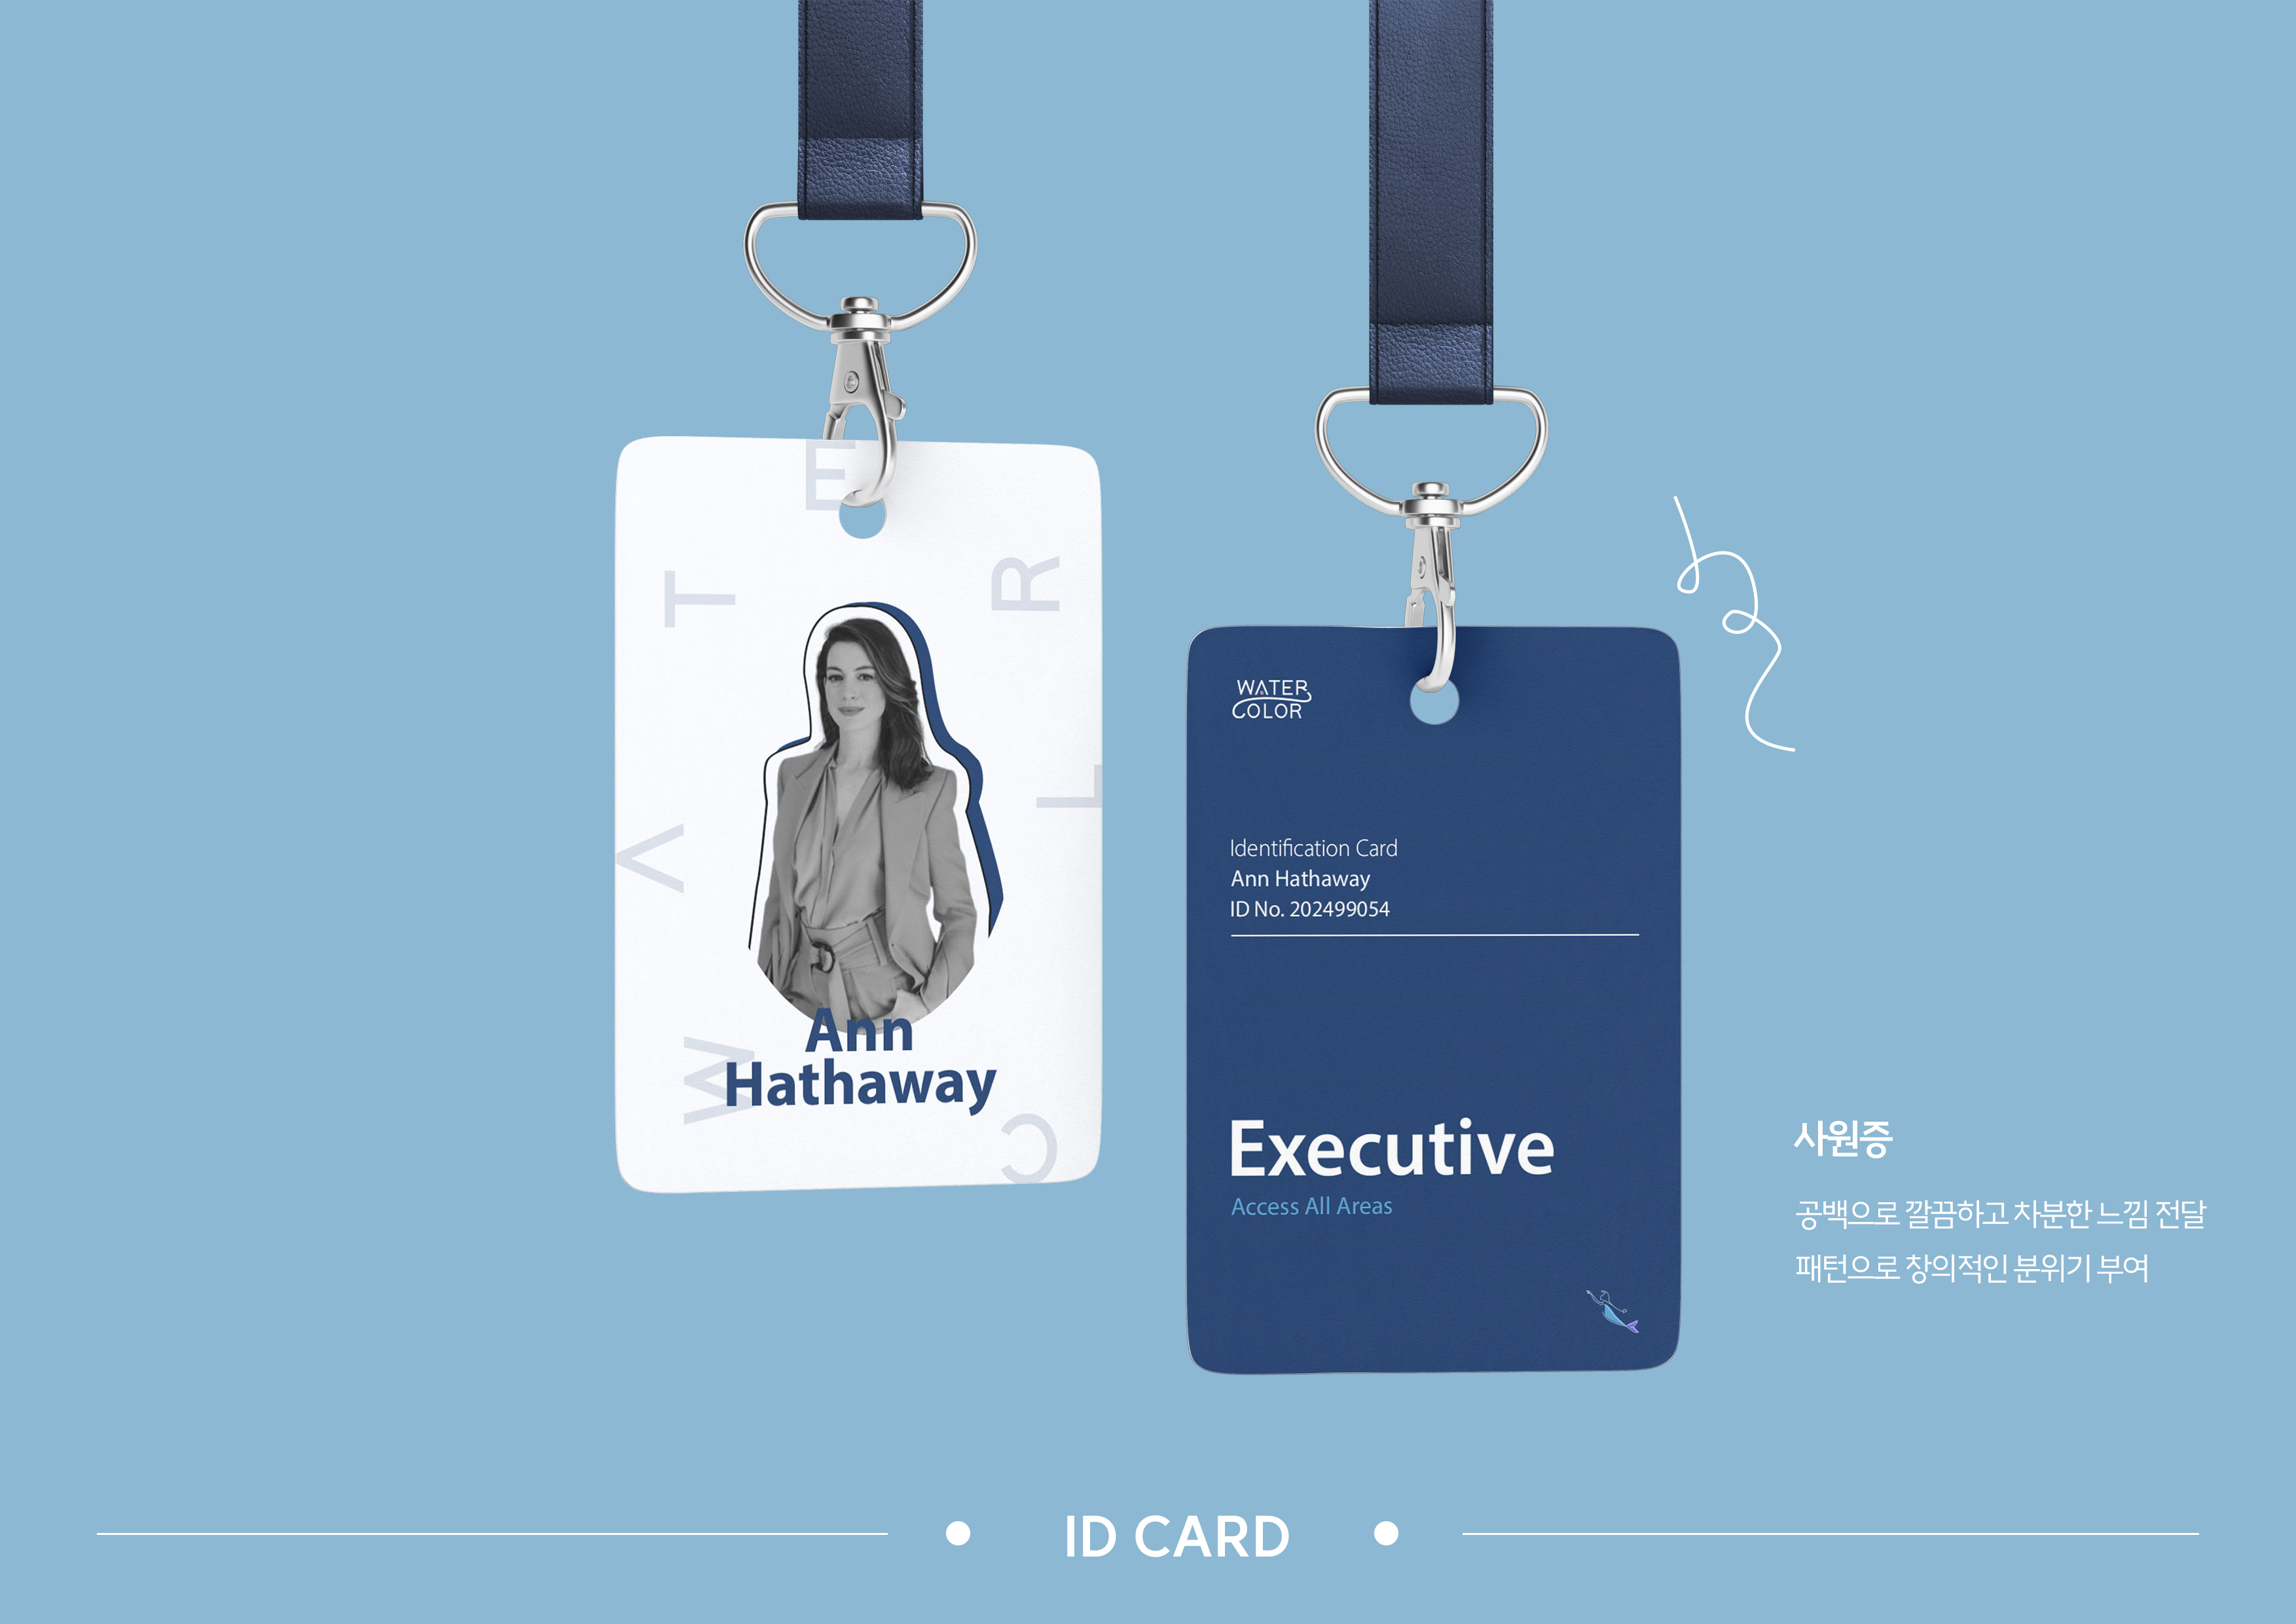 E
T
R
L
Λ
W
C
Ann
Hathaway
WΛTER
COLOR
Identification Card
Ann Hathaway
ID No. 202499054
Executive
Access All Areas
사원증
공백으로 깔끔하고 차분한 느낌 전달
패턴으로 창의적인 분위기 부여
ID CARD